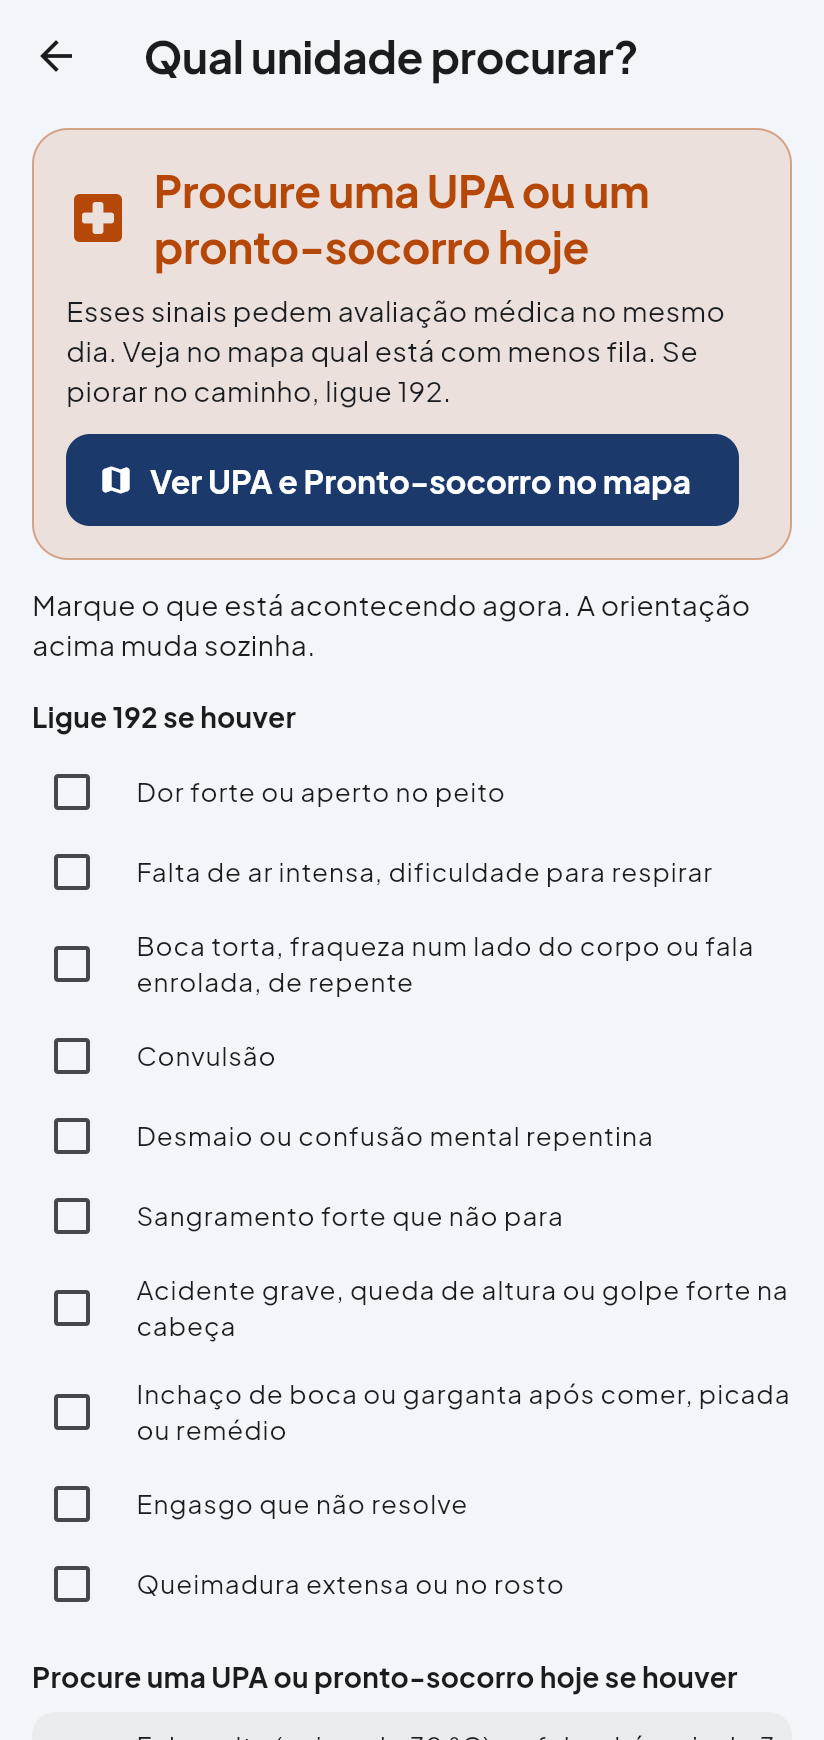 Qual unidade procurar?
Procure uma UPA ou um
pronto-socorro hoje
Esses sinais pedem avaliação médica no mesmo
dia. Veja no mapa qual está com menos fila. Se
piorar no caminho, ligue 192.
Ver UPA e Pronto-socorro no mapa
Marque o que está acontecendo agora. A orientação
acima muda sozinha.
Ligue 192 se houver
Dor forte ou aperto no peito
Falta de ar intensa, dificuldade para respirar
Boca torta, fraqueza num lado do corpo ou fala
enrolada, de repente
Convulsão
Desmaio ou confusão mental repentina
Sangramento forte que não para
Acidente grave, queda de altura ou golpe forte na
cabeça
Inchaço de boca ou garganta após comer, picada
ou remédio
Engasgo que não resolve
Queimadura extensa ou no rosto
Procure uma UPA ou pronto-socorro hoje se houver